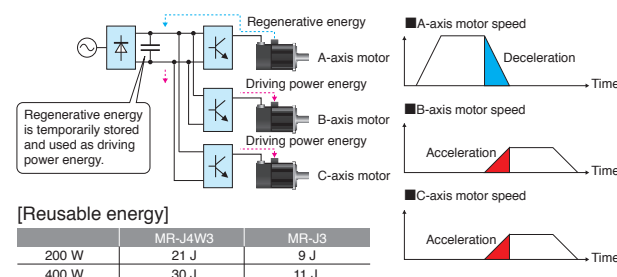 Regenerative energy
A-axis motor
Driving power energy
B-axis motor
Driving power energy
C-axis motor
Regenerative energy
is temporarily stored
and used as driving
power energy.
■A-axis motor speed
Deceleration
Time
■B-axis motor speed
Acceleration
Time
■C-axis motor speed
Acceleration
Time
[Reusable energy]
MR-J4W3 MR-J3
200 W 21 J 9 J
400 W 30 J 11 J